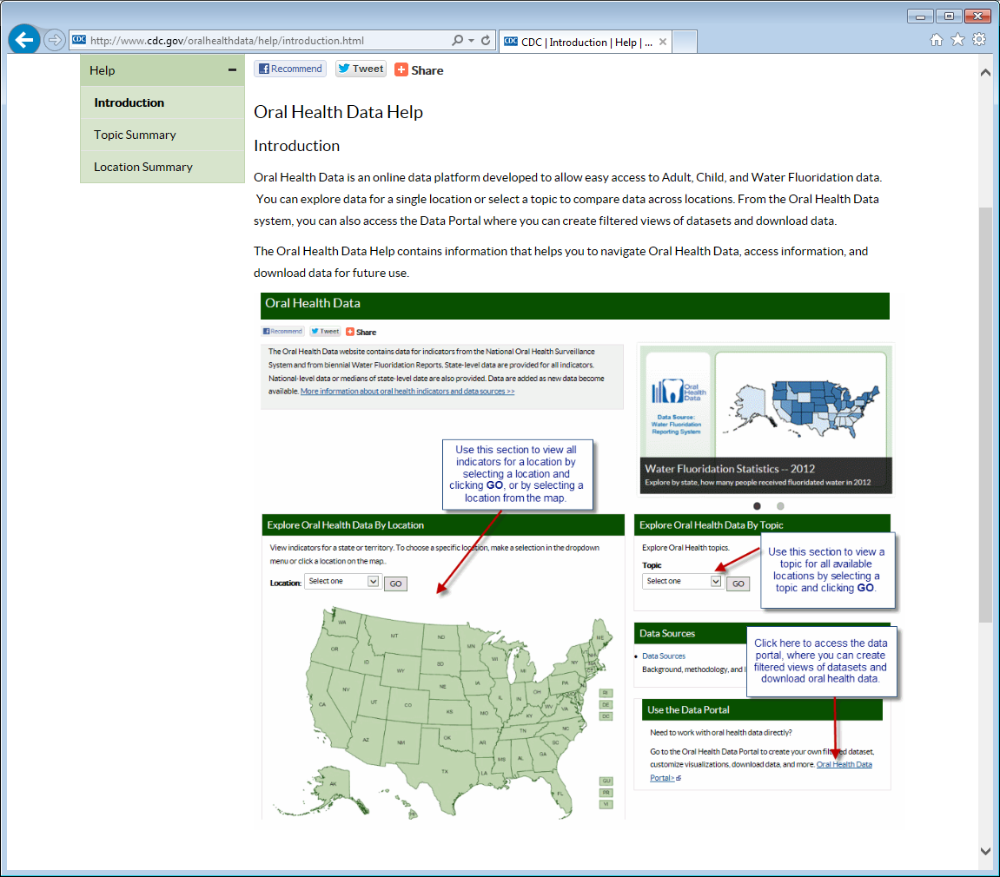 CDC http://www.cdc.gov/oralhealthdata/help/introduction.html
CDC CDC | Introduction | Help | ...
Help
Introduction
Topic Summary
Location Summary
Recommend Tweet Share
Oral Health Data Help
Introduction
Oral Health Data is an online data platform developed to allow easy access to Adult, Child, and Water Fluoridation data.
You can explore data for a single location or select a topic to compare data across locations. From the Oral Health Data
system, you can also access the Data Portal where you can create filtered views of datasets and download data.
The Oral Health Data Help contains information that helps you to navigate Oral Health Data, access information, and
download data for future use.
Oral Health Data
Recommend Tweet Share
The Oral Health Data website contains data for indicators from the National Oral Health Surveillance
System and from biennial Water Fluoridation Reports. State-level data are provided for all indicators.
National-level data or medians of state-level date are also provided. Data are added as new data become
available. More information about oral health indicators and data sources >>
Oral
Health
Data
Data Source:
Water Fluoridation
Reporting System
Water Fluoridation Statistics -- 2012
Explore by state, how many people received fluoridated water in 2012
Use this section to view all
indicators for a location by
selecting a location and
clicking GO, or by selecting a
location from the map.
Explore Oral Health Data By Location
View indicators for a state or territory. To choose a specific location, make a selection in the dropdown
menu or click a location on the map..
Location: Select one GO
WA
MT
ND
MN
ME
OR
ID
SD
WI
MI
NY
WY
NE
IA
PA
NV
UT
CO
IL
IN
OH
RI
CA
KS
MO
KY
WV
VA
DE
DC
AZ
NM
OK
AR
TN
NC
SC
TX
LA
MS
AL
GA
AK
HI
FL
GU
PR
VI
Explore Oral Health Data By Topic
Explore Oral Health topics.
Topic
Select one GO
Use this section to view a
topic for all available
locations by selecting a
topic and clicking GO.
Data Sources
Data Sources
Background, methodology, and
Click here to access the data
portal, where you can create
filtered views of datasets and
download oral health data.
Use the Data Portal
Need to work with oral health data directly?
Go to the Oral Health Data Portal to create your own filtered dataset,
customize visualizations, download data, and more. Oral Health Data
Portal>